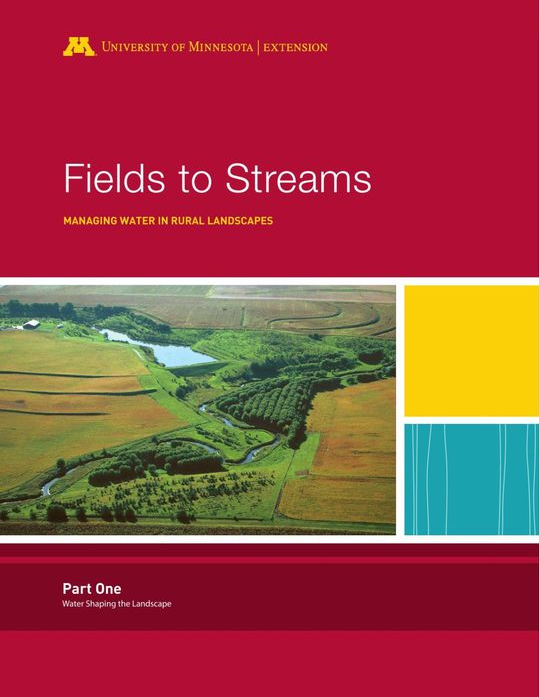 UNIVERSITY OF MINNESOTA | EXTENSION
Fields to Streams
MANAGING WATER IN RURAL LANDSCAPES
Part One
Water Shaping the Landscape